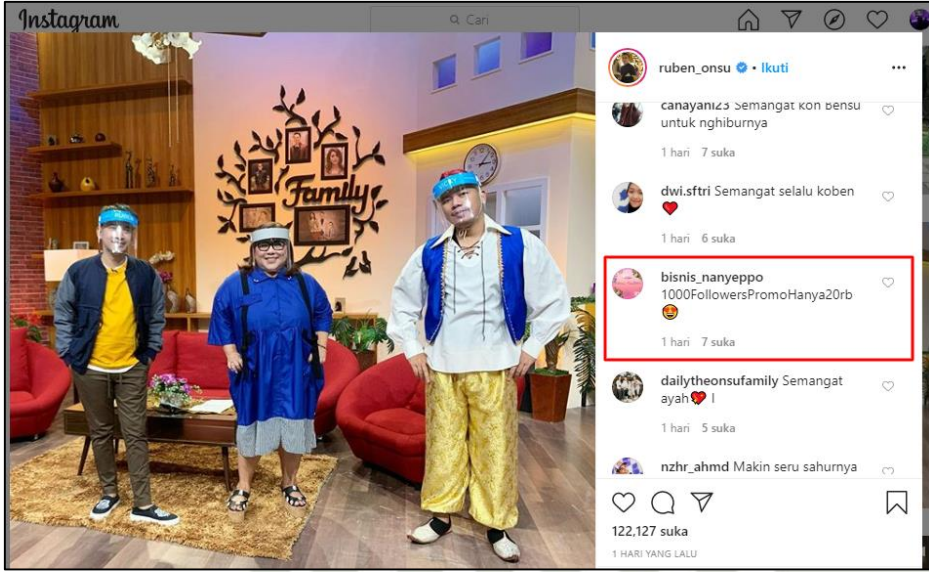 Instagram
Cari
Family
ruben_onsu • Ikuti
canayani23 Semangat koh Bensu
untuk nghiburnya
1 hari 7 suka
dwi.sftri Semangat selalu koben
❤️
1 hari 6 suka
bisnis_nanyeppo
1000FollowersPromoHanya20rb
🤩
1 hari 7 suka
dailytheonsufamily Semangat
ayah💖 I
1 hari 5 suka
nzhr_ahmd Makin seru sahurnya
122,127 suka
1 HARI YANG LALU